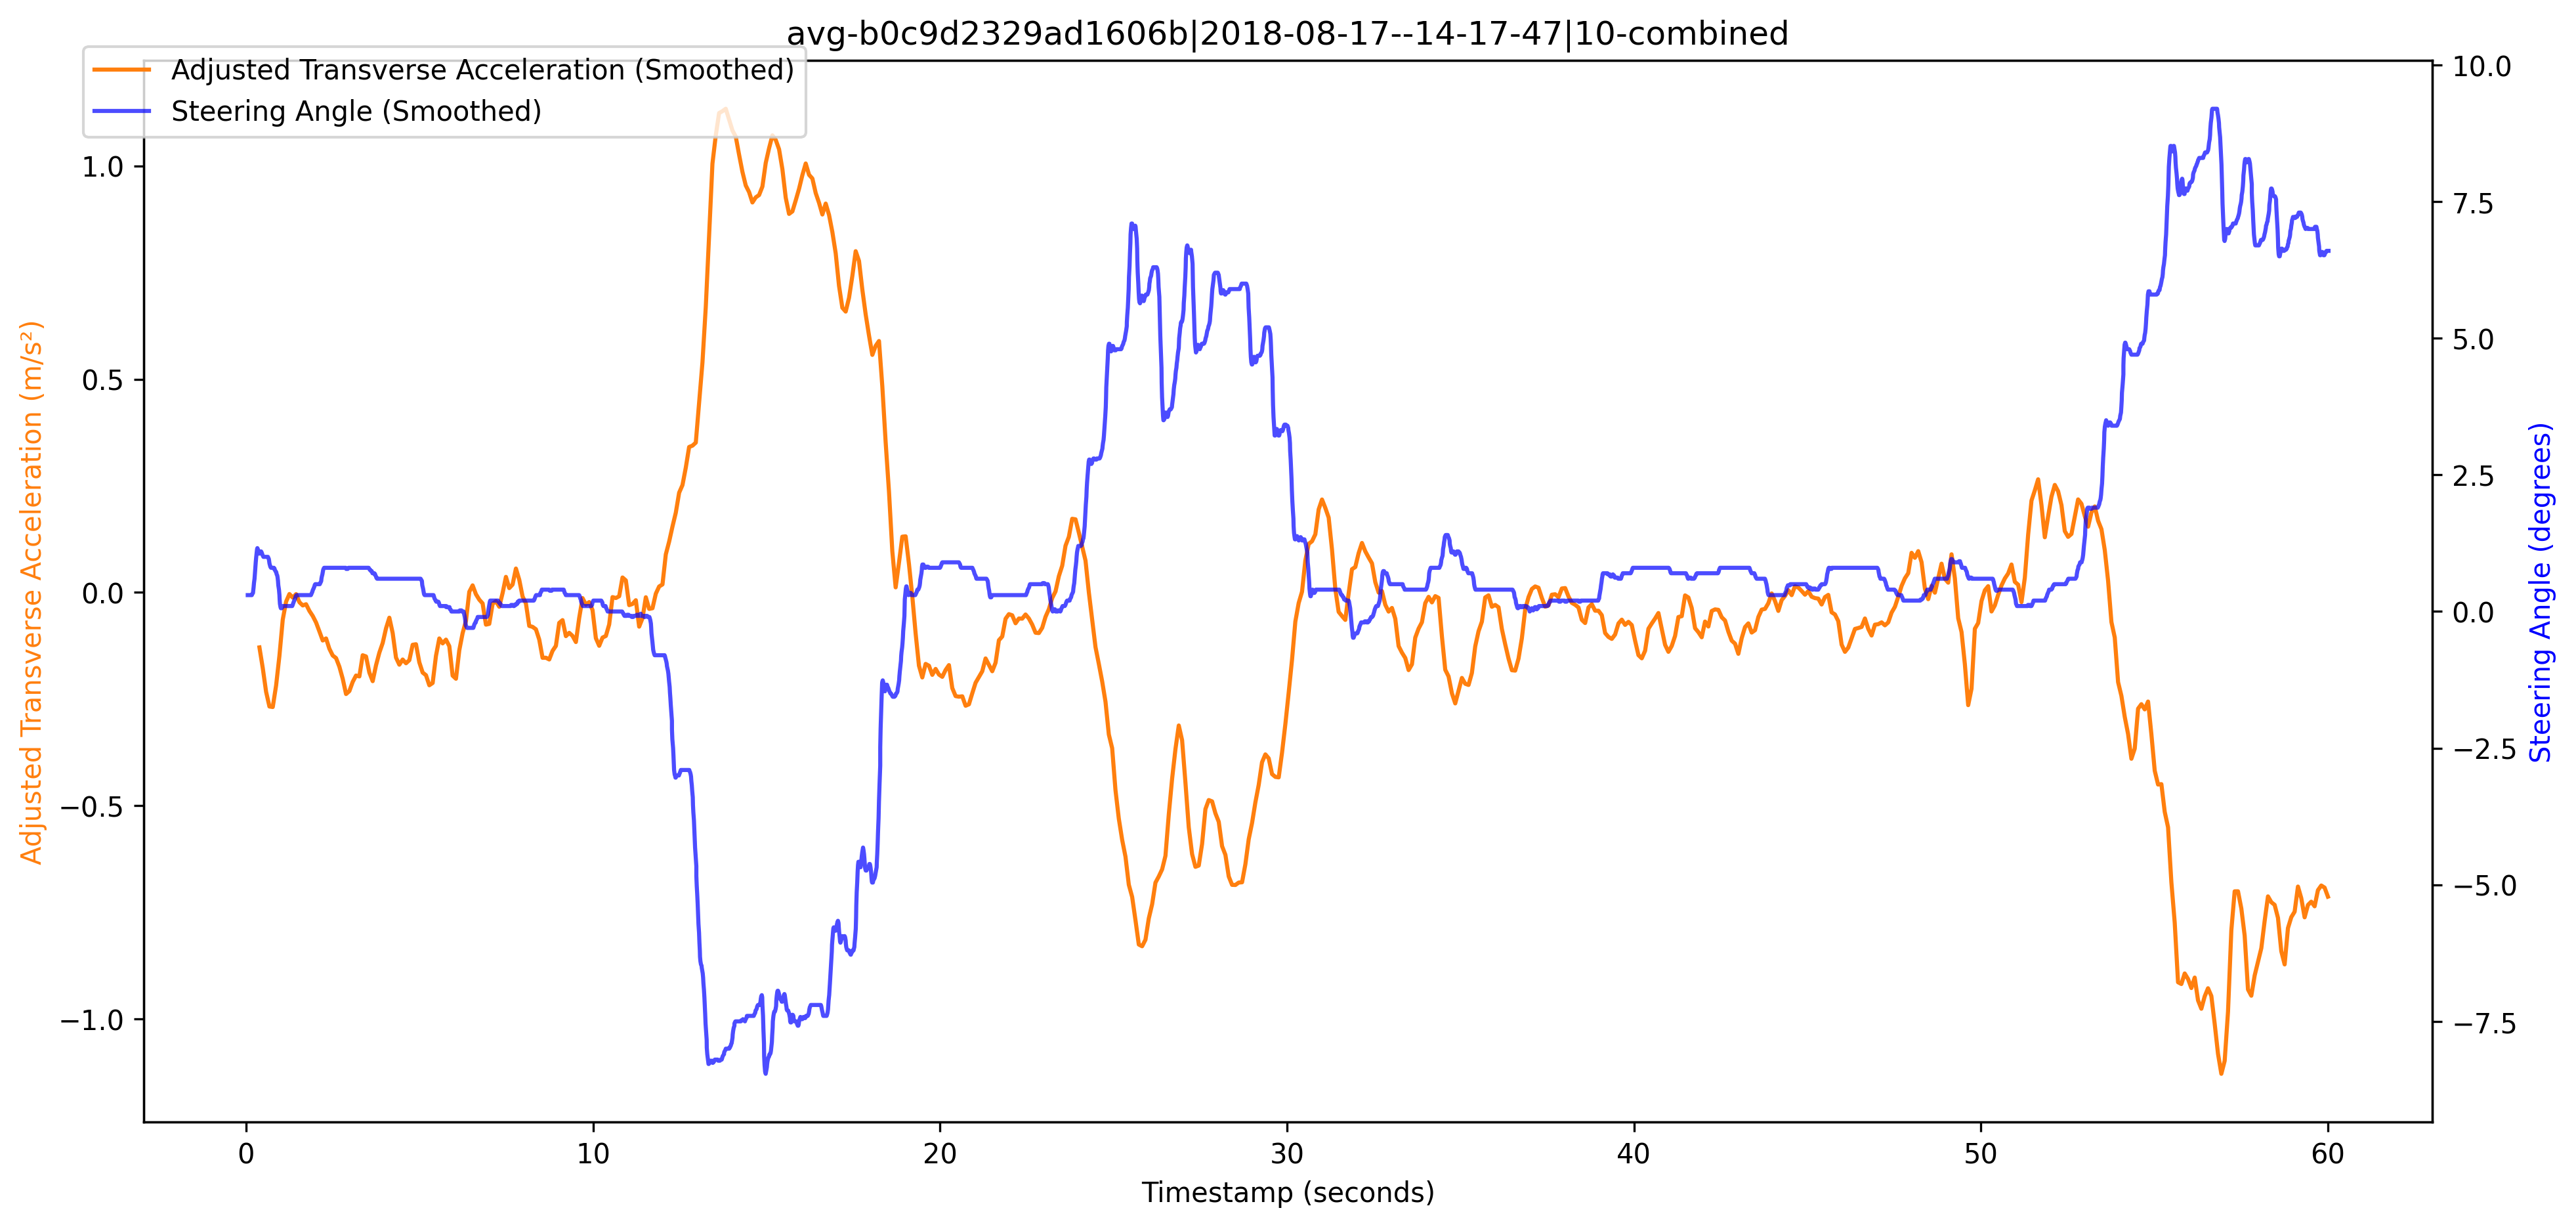 avg-b0c9d2329ad1606b|2018-08-17--14-17-47|10-combined
Adjusted Transverse Acceleration (Smoothed)
Steering Angle (Smoothed)
Adjusted Transverse Acceleration (m/s²)
1.0
0.5
0.0
−0.5
−1.0
10.0
7.5
5.0
2.5
0.0
−2.5
−5.0
−7.5
Steering Angle (degrees)
0 10 20 30 40 50 60
Timestamp (seconds)